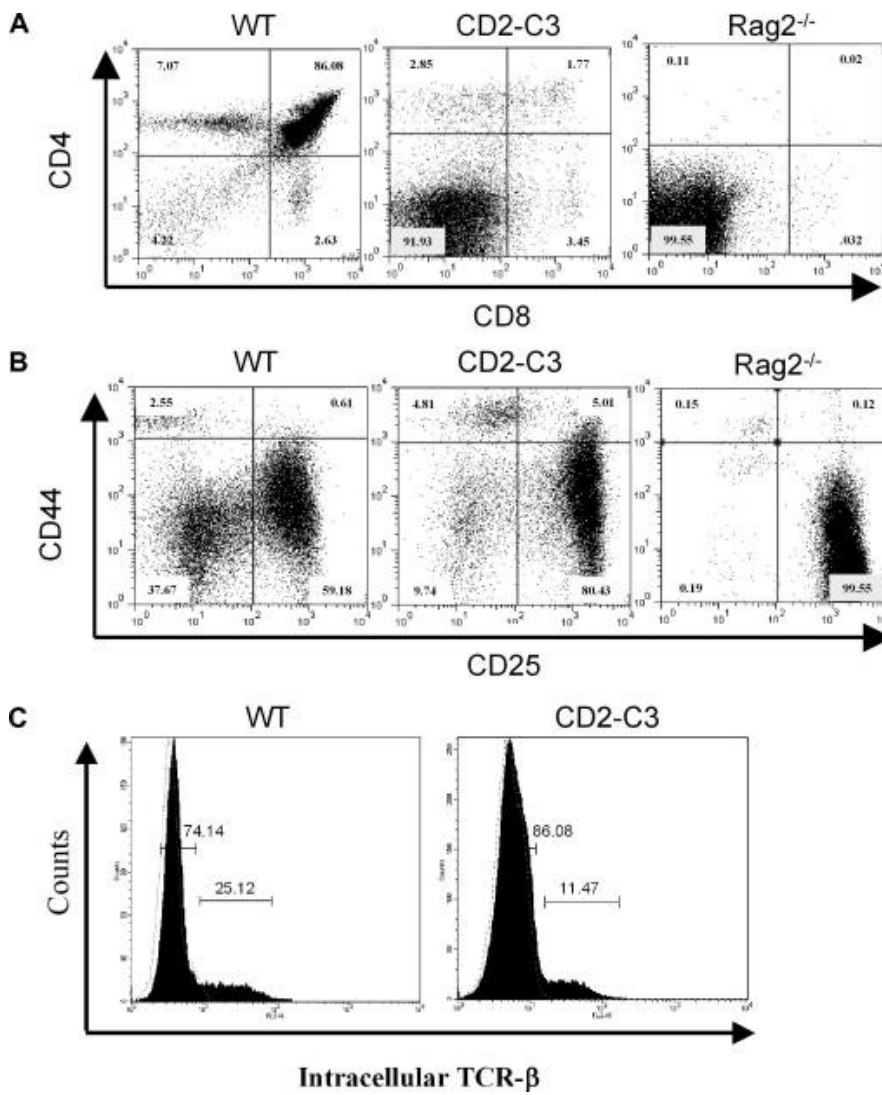 A
WT CD2-C3 Rag2-/-
CD4
7.07 86.08
4.22 2.63
2.85 1.77
91.93 3.45
0.11 0.02
99.55 .032
CD8
B
WT CD2-C3 Rag2-/-
CD44
2.55 0.61
37.67 59.18
4.81 5.01
9.74 80.43
0.15 0.12
0.19 99.55
CD25
C
WT CD2-C3
Counts
74.14
25.12
86.08
11.47
Intracellular TCR-β